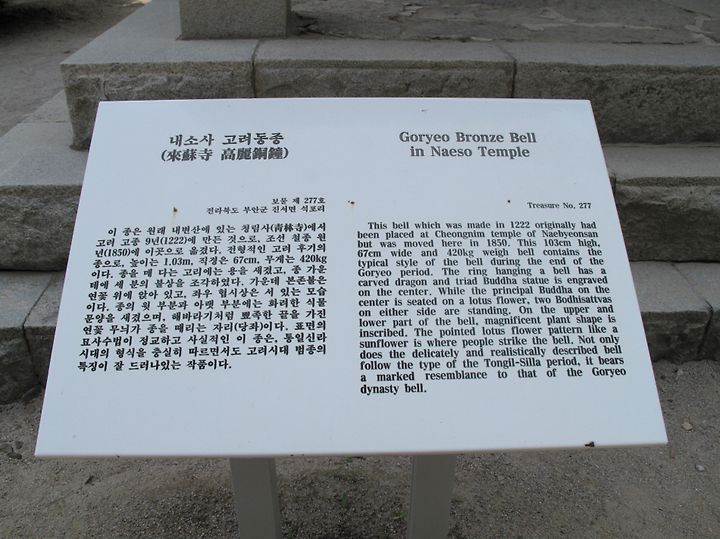 내소사 고려동종
(來蘇寺 高麗銅鐘)
보물 제 277호
전라북도 부안군 진서면 석포리
이 종은 원래 내변산에 있는 청림사(靑林寺)에서
고려 고종 9년(1222)에 만든 것으로, 조선 철종 원
년(1850)에 이곳으로 옮겼다. 전형적인 고려 후기의
종으로, 높이는 1.03m, 직경은 67cm, 무게는 420kg
이다. 종을 매 다는 고리에는 용을 새겼고, 종 가운
데에 세 분의 불상을 조각하였다. 가운데 본존불은
연꽃 위에 앉아 있고, 좌우 협시상은 서 있는 모습
이다. 종의 윗 부분과 아랫 부분에는 화려한 식물
문양을 새겼으며, 해바라기처럼 뾰족한 끝을 가진
연꽃 무늬가 종을 때리는 자리(당좌)이다. 표면의
묘사수법이 정교하고 사실적인 이 종은, 통일신라
시대의 형식을 충실히 따르면서도 고려시대 범종의
특징이 잘 드러나있는 작품이다.
Goryeo Bronze Bell
in Naeso Temple
Treasure No. 277
This bell which was made in 1222 originally had
been placed at Cheongnim temple of Naebyeonsan
but was moved here in 1850. This 103cm high,
67cm wide and 420kg weigh bell contains the
typical style of the bell during the end of the
Goryeo period. The ring hanging a bell has a
carved dragon and triad Buddha statue is engraved
on the center. While the principal Buddha on the
center is seated on a lotus flower, two Bodhisattvas
on either side are standing. On the upper and
lower part of the bell, magnificent plant shape is
inscribed. The pointed lotus flower pattern like a
sunflower is where people strike the bell. Not only
does the delicately and realistically described bell
follow the type of the Tongil-Silla period, it bears
a marked resemblance to that of the Goryeo
dynasty bell.